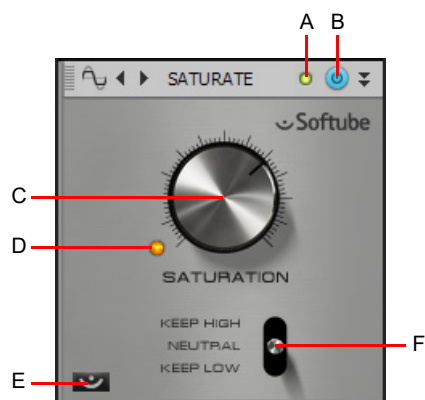 A B
SATURATE
Softube
C
D
SATURATION
KEEP HIGH
NEUTRAL
F
KEEP LOW
E